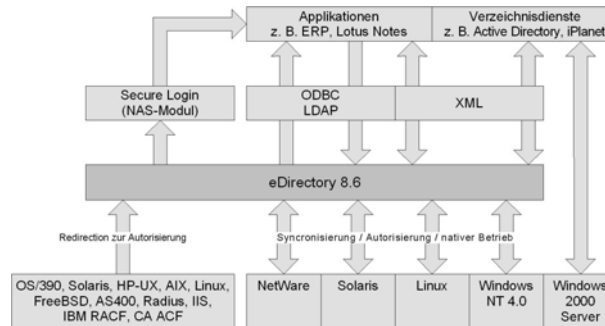 Applikationen
z. B. ERP, Lotus Notes
Verzeichnisdienste
z. B. Active Directory, iPlanet
Secure Login
(NAS-Modul)
ODBC
LDAP
XML
eDirectory 8.6
Redirection zur Autorisierung
Syncronisierung / Autorisierung / nativer Betrieb
OS/390, Solaris, HP-UX, AIX, Linux,
FreeBSD, AS400, Radius, IIS,
IBM RACF, CA ACF
NetWare
Solaris
Linux
Windows
NT 4.0
Windows
2000
Server